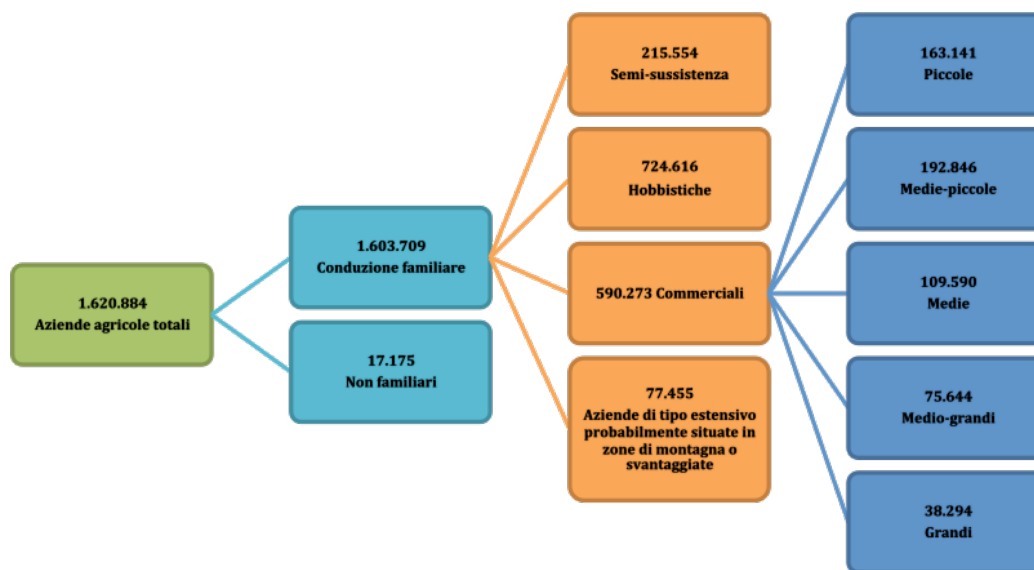 1.620.884
Aziende agricole totali
1.603.709
Conduzione familiare
17.175
Non familiari
215.554
Semi-sussistenza
724.616
Hobbistiche
590.273 Commerciali
77.455
Aziende di tipo estensivo
probabilmente situate in
zone di montagna o
svantaggiate
163.141
Piccole
192.846
Medie-piccole
109.590
Medie
75.644
Medio-grandi
38.294
Grandi